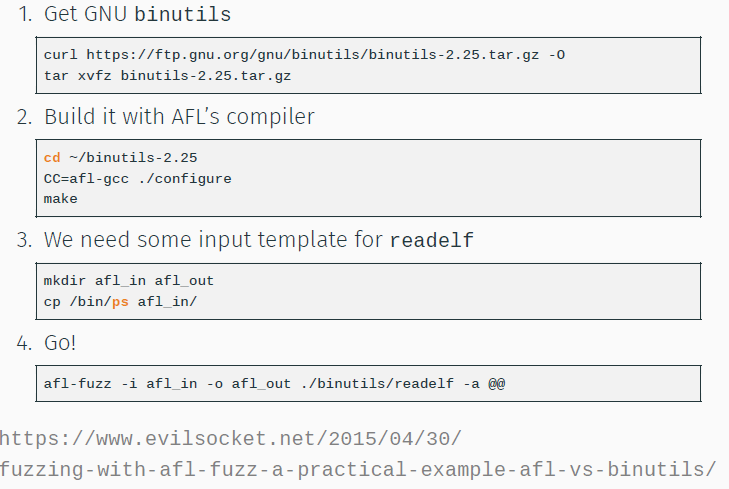 1. Get GNU binutils
curl https://ftp.gnu.org/gnu/binutils/binutils-2.25.tar.gz -O
tar xvfz binutils-2.25.tar.gz
2. Build it with AFL’s compiler
cd ~/binutils-2.25
CC=afl-gcc ./configure
make
3. We need some input template for readelf
mkdir afl_in afl_out
cp /bin/ps afl_in/
4. Go!
afl-fuzz -i afl_in -o afl_out ./binutils/readelf -a @@
https://www.evilsocket.net/2015/04/30/
fuzzing-with-afl-fuzz-a-practical-example-afl-vs-binutils/